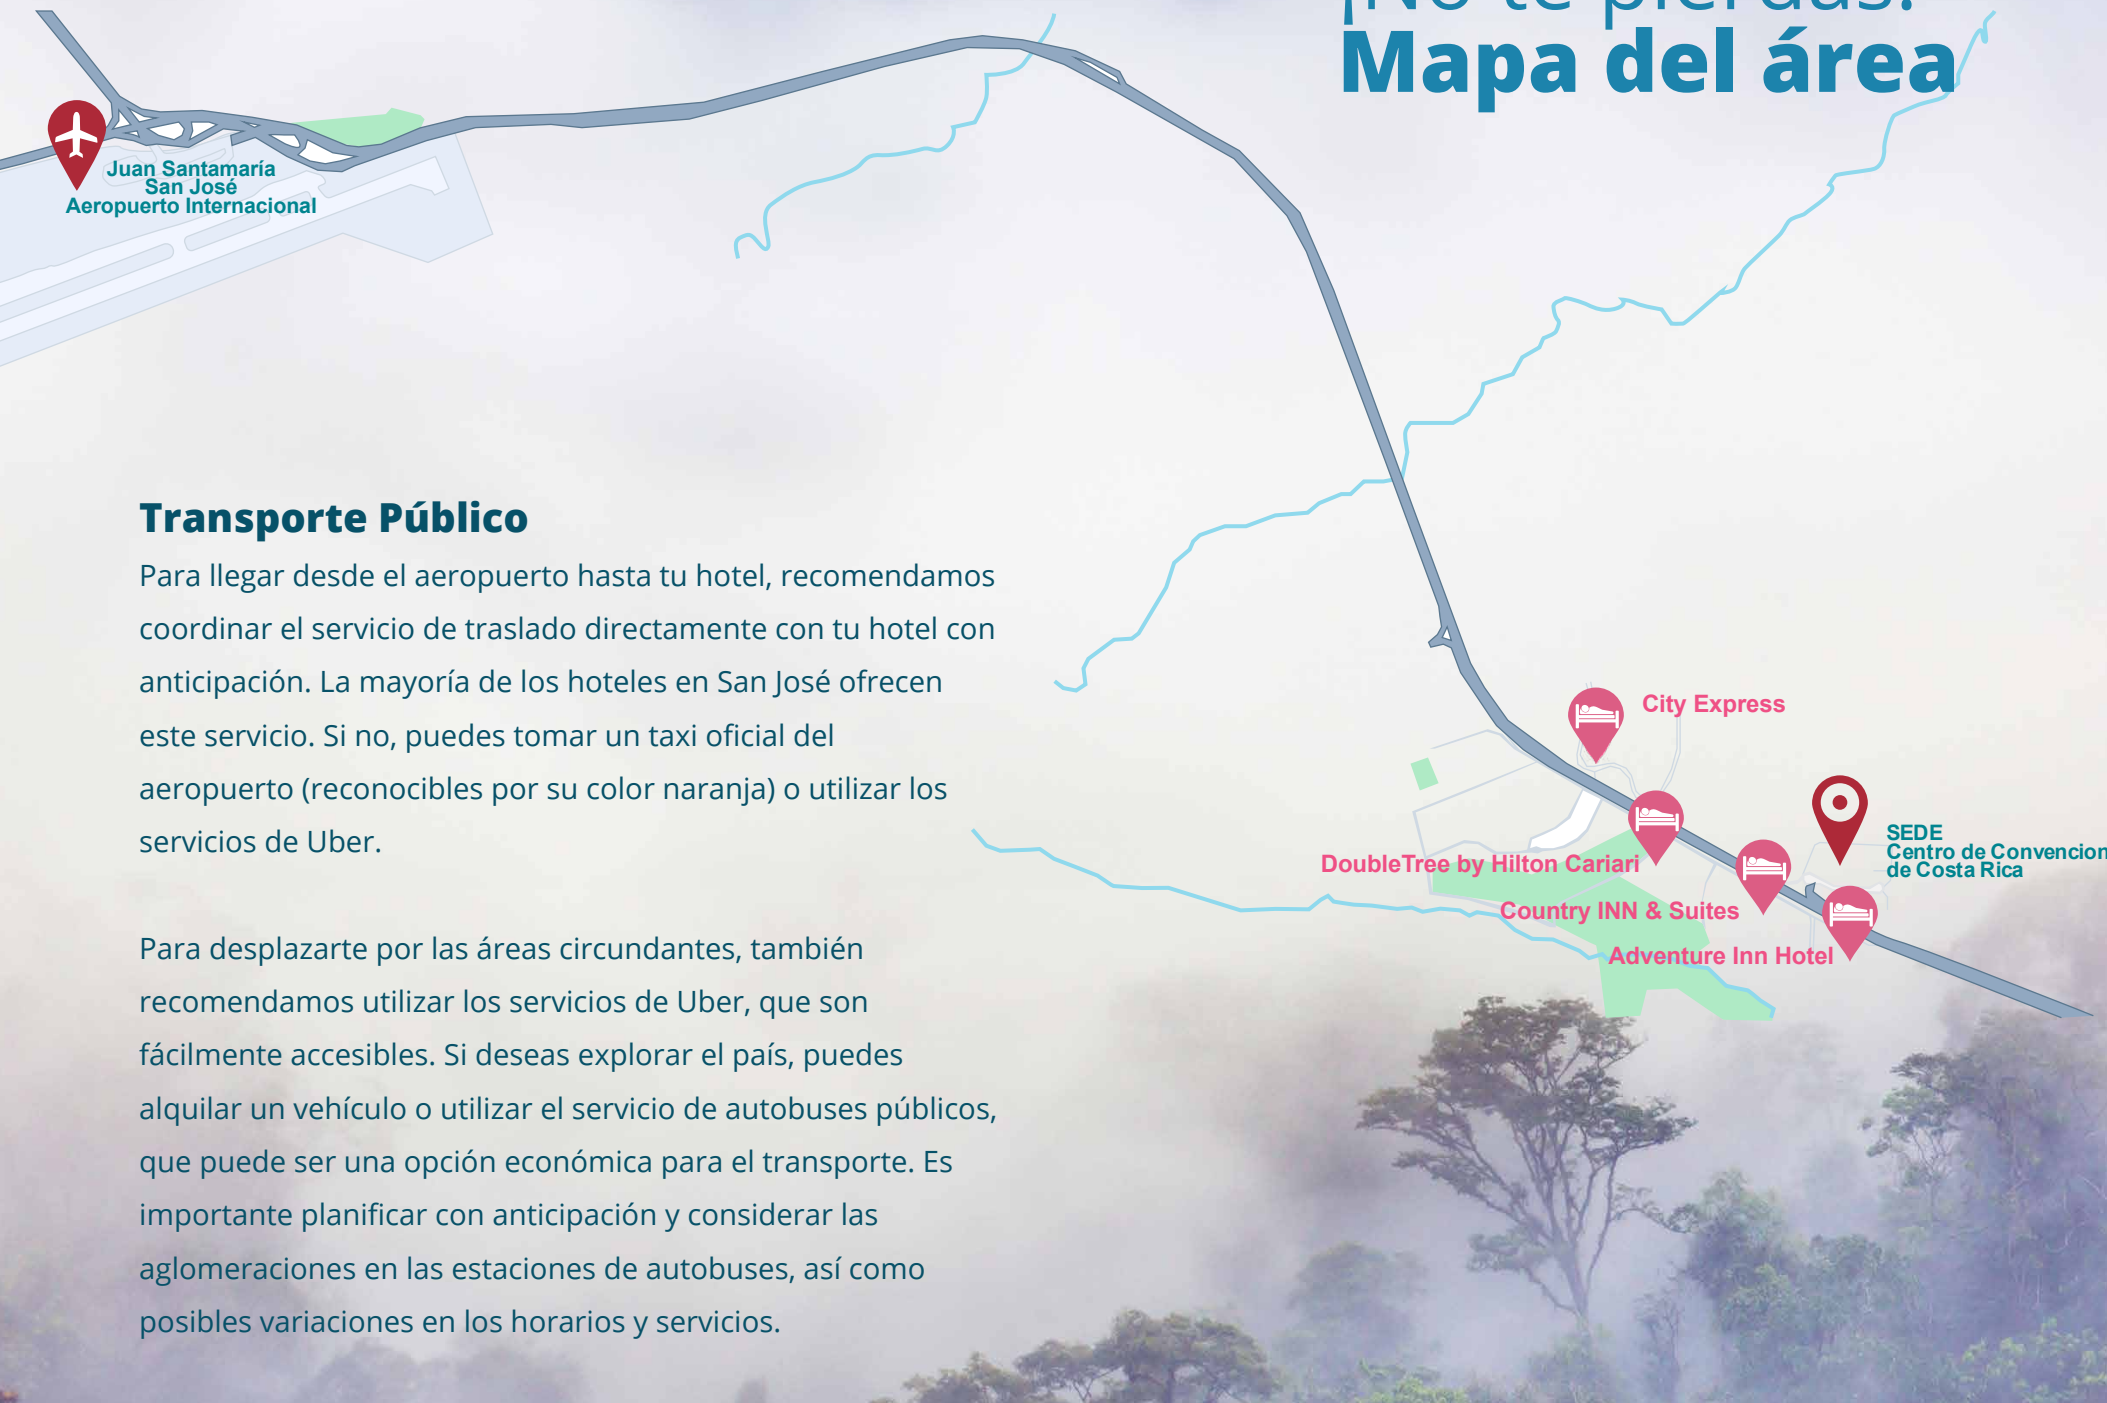 ¡No te pierdas!
Mapa del área
Juan Santamaría
San José
Aeropuerto Internacional
Transporte Público
Para llegar desde el aeropuerto hasta tu hotel, recomendamos
coordinar el servicio de traslado directamente con tu hotel con
anticipación. La mayoría de los hoteles en San José ofrecen
este servicio. Si no, puedes tomar un taxi oficial del
aeropuerto (reconocibles por su color naranja) o utilizar los
servicios de Uber.
Para desplazarte por las áreas circundantes, también
recomendamos utilizar los servicios de Uber, que son
fácilmente accesibles. Si deseas explorar el país, puedes
alquilar un vehículo o utilizar el servicio de autobuses públicos,
que puede ser una opción económica para el transporte. Es
importante planificar con anticipación y considerar las
aglomeraciones en las estaciones de autobuses, así como
posibles variaciones en los horarios y servicios.
City Express
DoubleTree by Hilton Cariari
Country INN & Suites
Adventure Inn Hotel
SEDE
Centro de Convencion
de Costa Rica